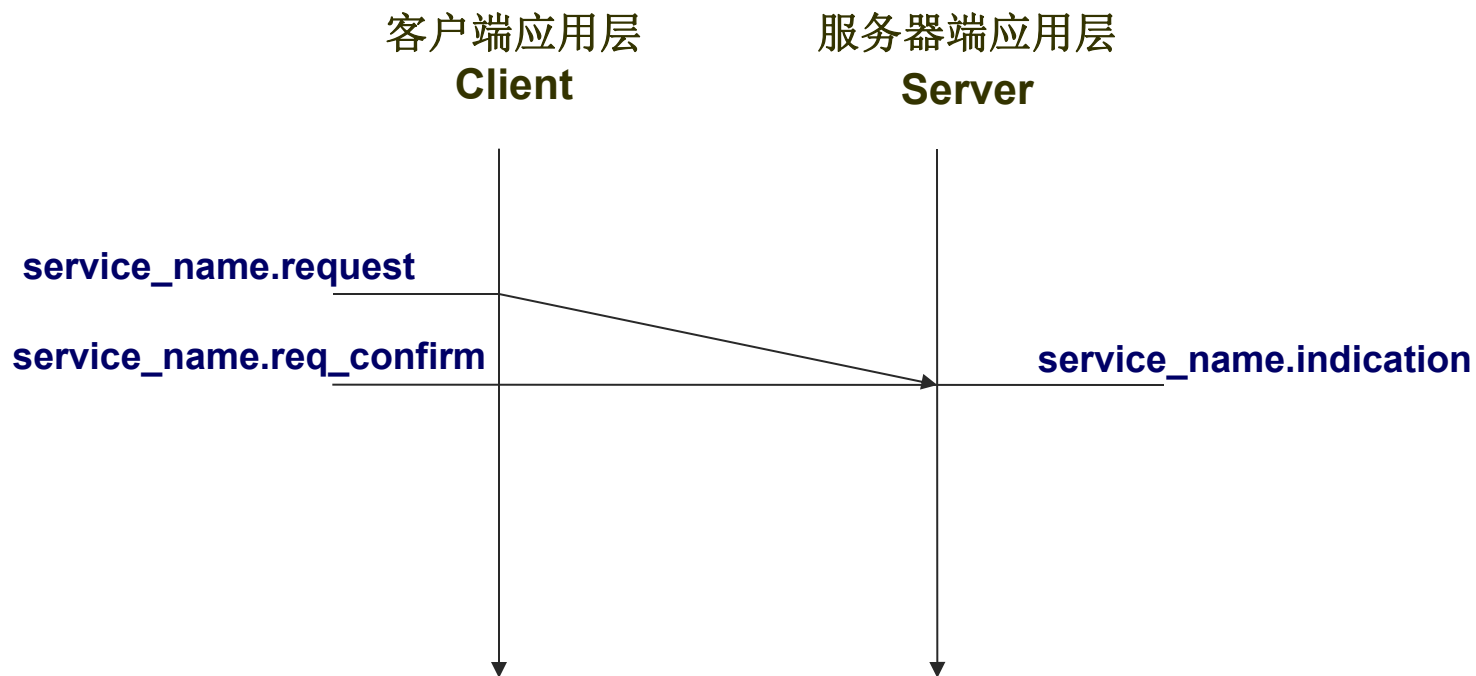 客户端应用层
Client
服务器端应用层
Server
service_name.request
service_name.req_confirm
service_name.indication